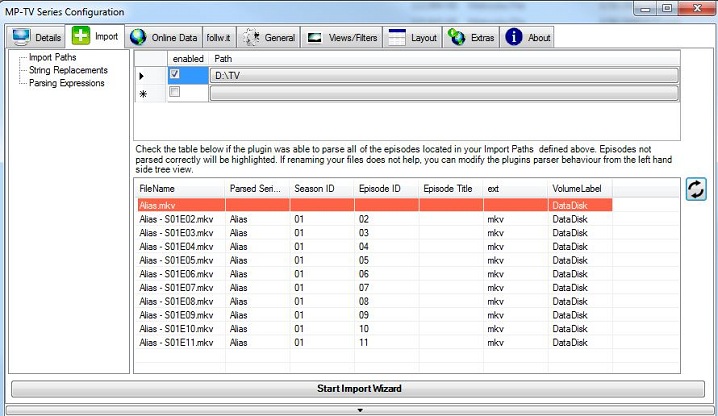 MP-TV Series Configuration
Details Import Online Data follw.it General Views/Filters Layout Extras About
Import Paths
String Replacements
Parsing Expressions
enabled Path
D:\TV
Check the table below if the plugin was able to parse all of the episodes located in your Import Paths defined above. Episodes not
parsed correctly will be highlighted. If renaming your files does not help, you can modify the plugins parser behaviour from the left hand
side tree view.
FileName Parsed Seri... Season ID Episode ID Episode Title ext VolumeLabel
Alias.mkv DataDisk
Alias - S01E02.mkv Alias 01 02 mkv DataDisk
Alias - S01E03.mkv Alias 01 03 mkv DataDisk
Alias - S01E04.mkv Alias 01 04 mkv DataDisk
Alias - S01E05.mkv Alias 01 05 mkv DataDisk
Alias - S01E06.mkv Alias 01 06 mkv DataDisk
Alias - S01E07.mkv Alias 01 07 mkv DataDisk
Alias - S01E08.mkv Alias 01 08 mkv DataDisk
Alias - S01E09.mkv Alias 01 09 mkv DataDisk
Alias - S01E10.mkv Alias 01 10 mkv DataDisk
Alias - S01E11.mkv Alias 01 11 mkv DataDisk
Start Import Wizard